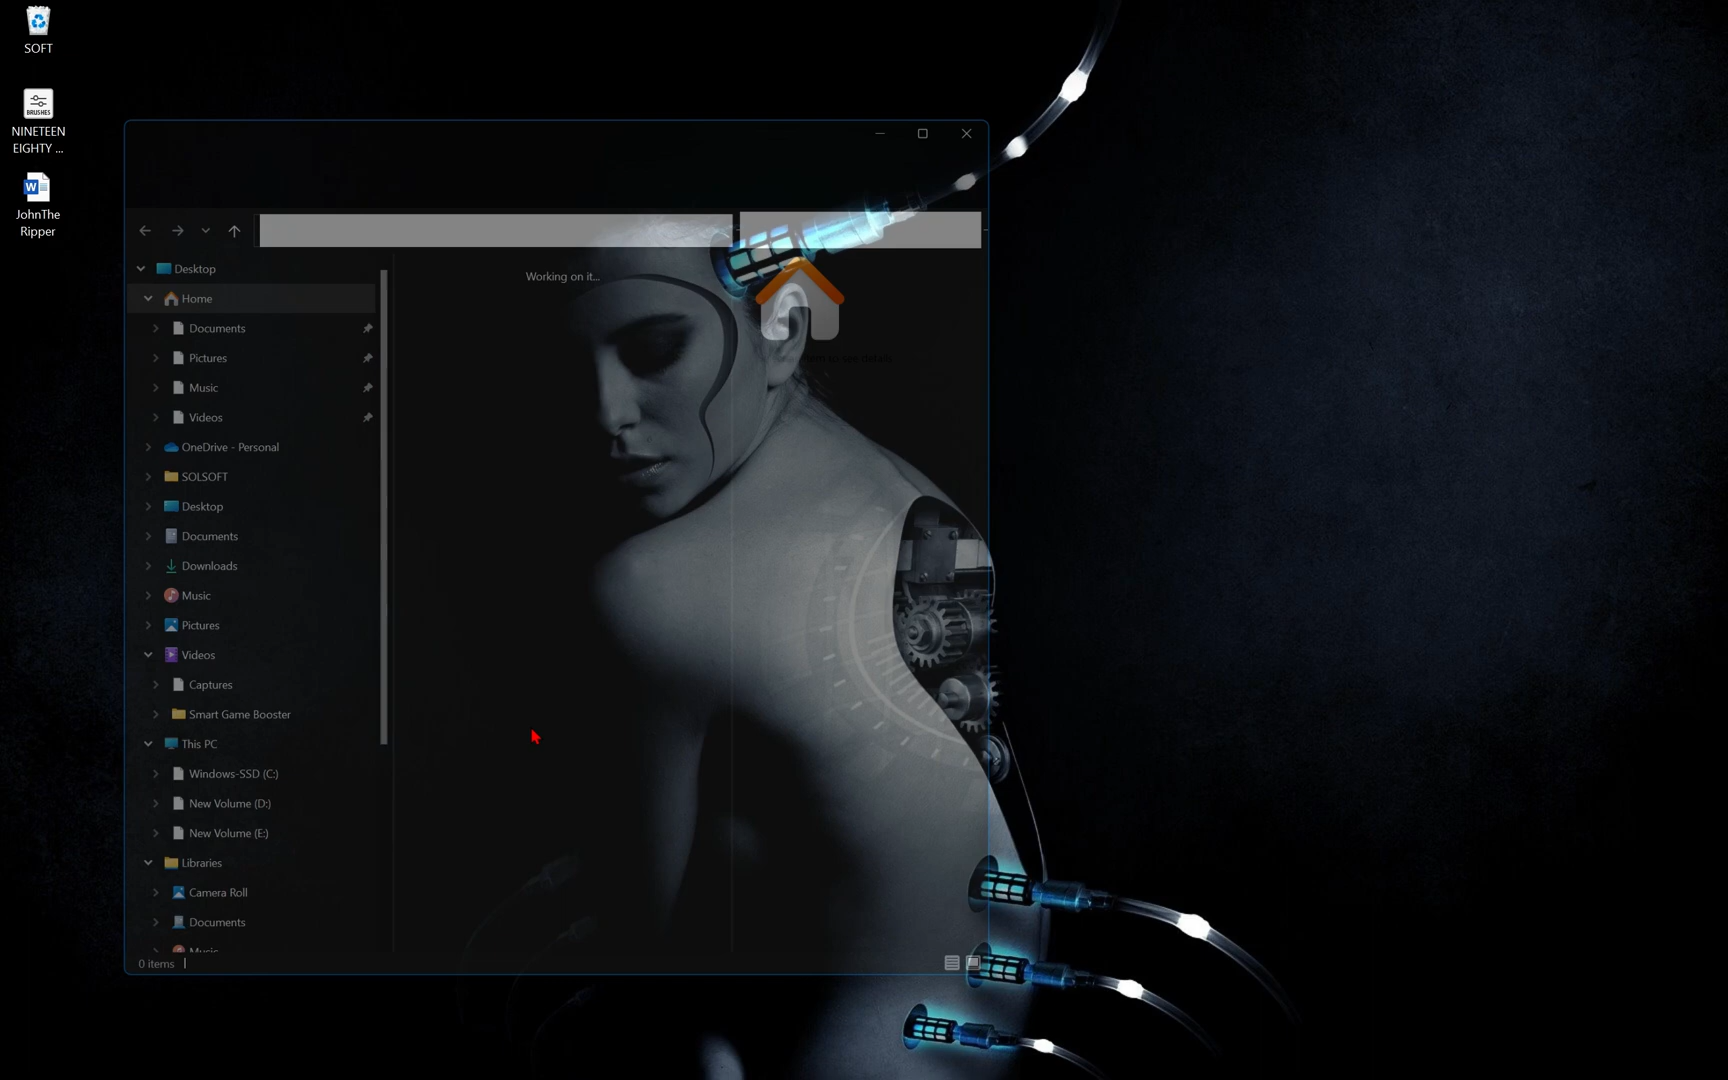 SOFT
BRUSHES
NINETEEN
EIGHTY ...
JohnThe
Ripper
Working on it...
Desktop
Home
Documents
Pictures
Music
Videos
OneDrive - Personal
SOLSOFT
Desktop
Documents
Downloads
Music
Pictures
Videos
Captures
Smart Game Booster
This PC
Windows-SSD (C:)
New Volume (D:)
New Volume (E:)
Libraries
Camera Roll
Documents
Music
0 items